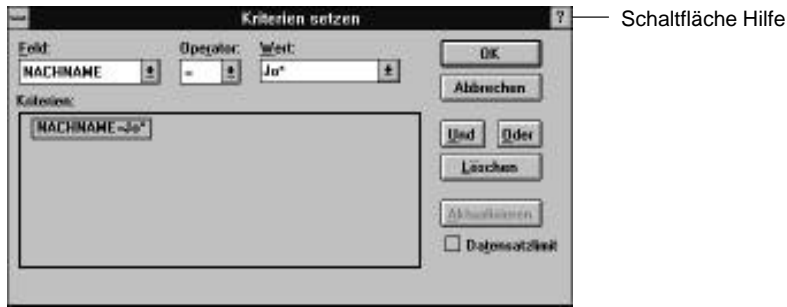 Kriterien setzen ?
Schaltfläche Hilfe
Feld: Operator: Wert:
NACHNAME = Jo*
OK
Abbrechen
Kriterien:
NACHNAME=Jo*
Und Oder
Löschen
Aktualisieren
Datensatzlimit